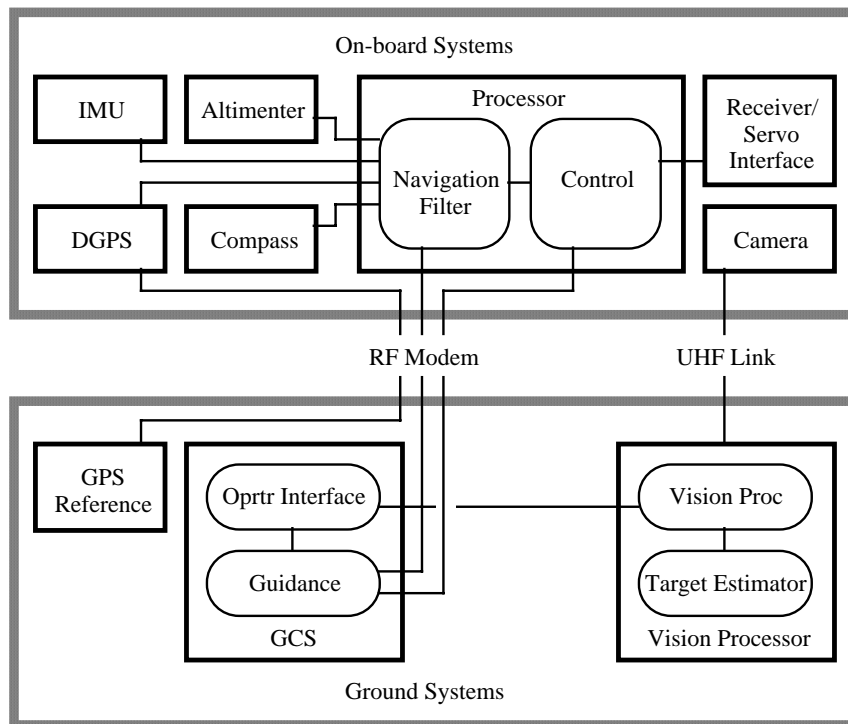 On-board Systems
IMU
Altimenter
Processor
Receiver/
Servo
Interface
Navigation
Filter
Control
DGPS
Compass
Camera
RF Modem
UHF Link
GPS
Reference
Oprtr Interface
Vision Proc
Guidance
Target Estimator
GCS
Vision Processor
Ground Systems